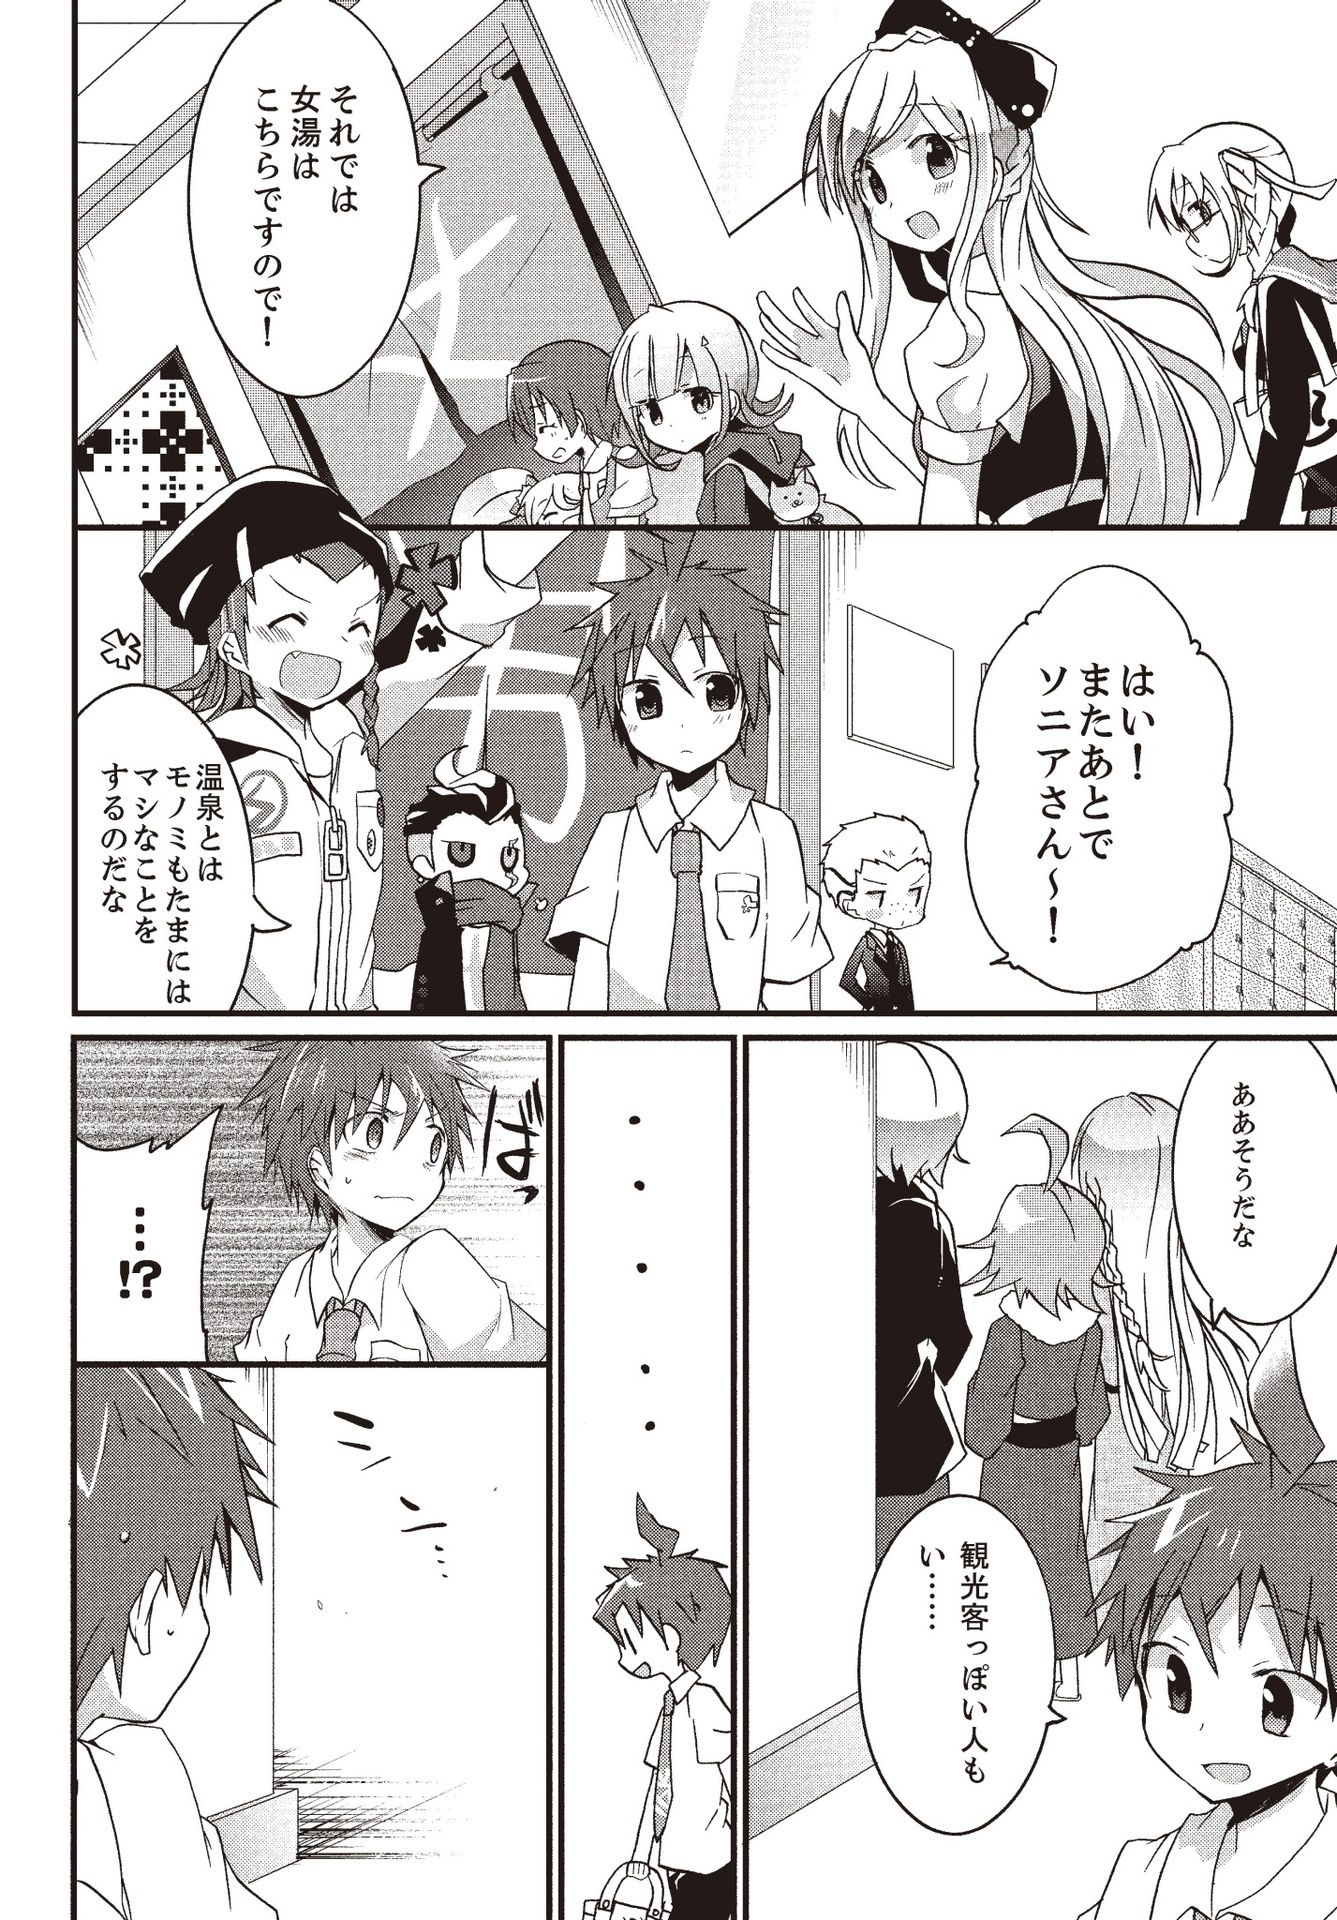 それでは
女湯は
こちらですので！
女
はい！
またあとで
ソニアさん～！
男
温泉とは
モノミもたまには
マシなことを
するのだな
ああそうだな
観光客っぽい人も
い……
・・・・・
ばっ
…!?